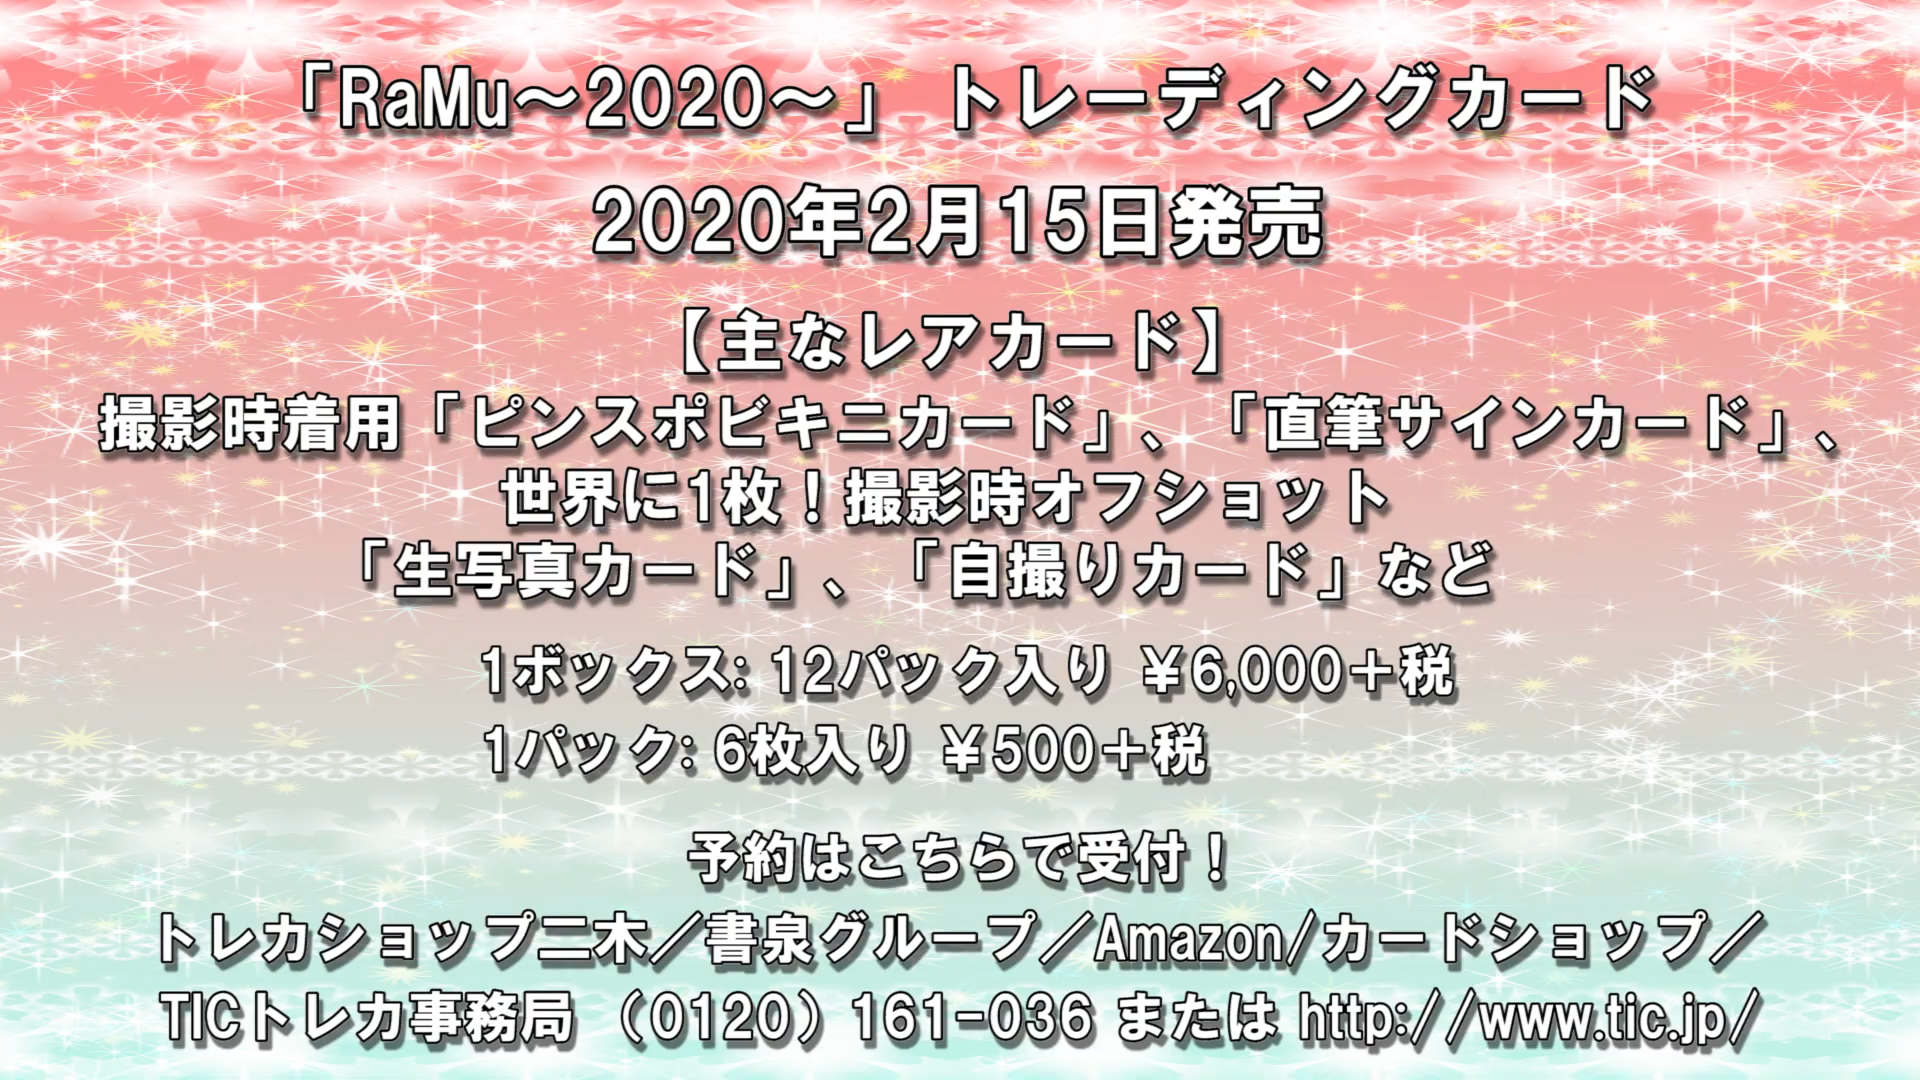 「RaMu～2020～」 トレーディングカード
2020年2月15日発売
【主なレアカード】
撮影時着用「ピンスポビキニカード」、「直筆サインカード」、
世界に1枚！撮影時オフショット
「生写真カード」、「自撮りカード」など
1ボックス: 12パック入り ￥6,000＋税
1パック: 6枚入り ￥500＋税
予約はこちらで受付！
トレカショップ二木／書泉グループ／Amazon/カードショップ／
TICトレカ事務局 （0120）161-036 または http://www.tic.jp/